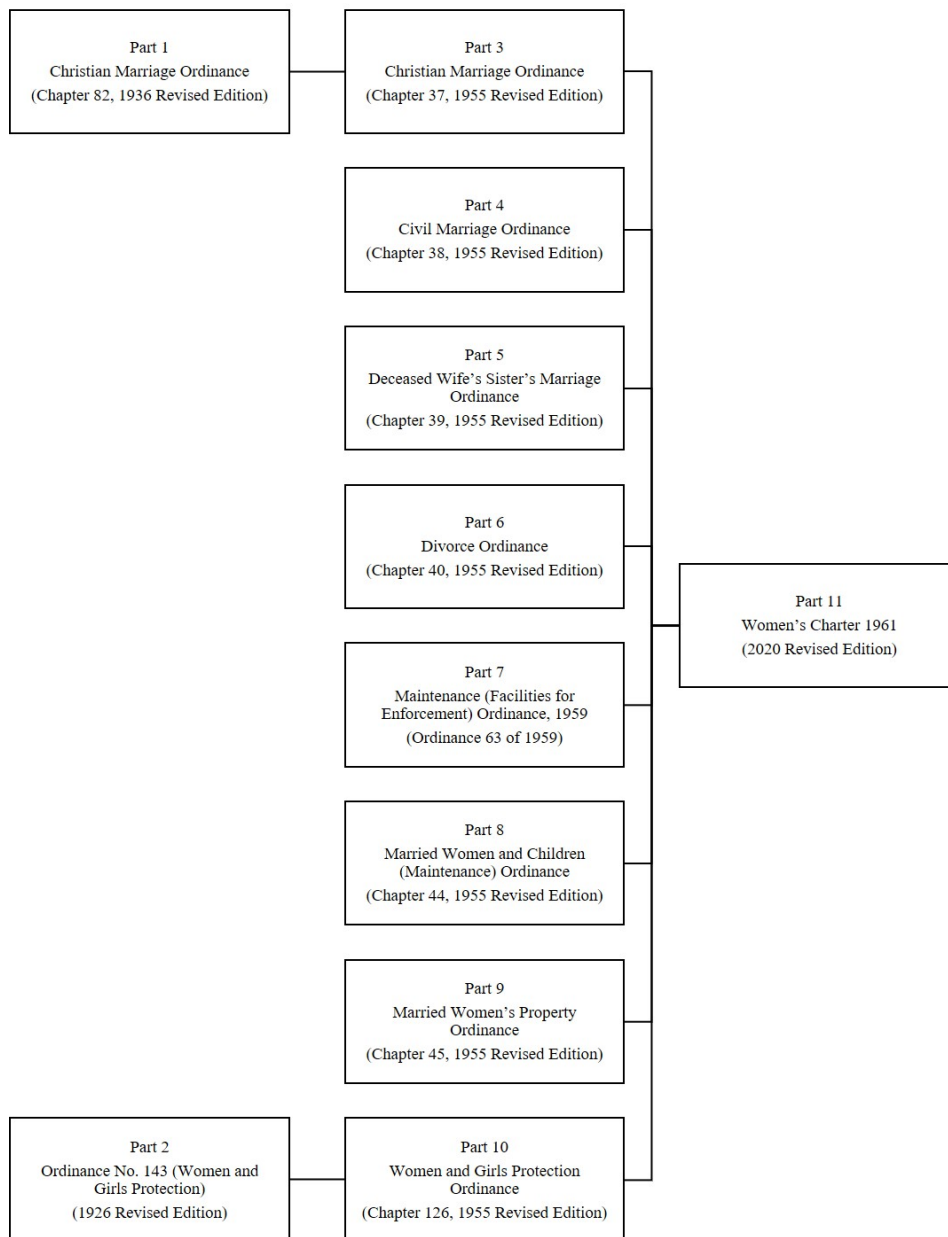 Part 1
Christian Marriage Ordinance
(Chapter 82, 1936 Revised Edition)
Part 3
Christian Marriage Ordinance
(Chapter 37, 1955 Revised Edition)
Part 4
Civil Marriage Ordinance
(Chapter 38, 1955 Revised Edition)
Part 5
Deceased Wife’s Sister’s Marriage
Ordinance
(Chapter 39, 1955 Revised Edition)
Part 6
Divorce Ordinance
(Chapter 40, 1955 Revised Edition)
Part 11
Women’s Charter 1961
(2020 Revised Edition)
Part 7
Maintenance (Facilities for
Enforcement) Ordinance, 1959
(Ordinance 63 of 1959)
Part 8
Married Women and Children
(Maintenance) Ordinance
(Chapter 44, 1955 Revised Edition)
Part 9
Married Women’s Property
Ordinance
(Chapter 45, 1955 Revised Edition)
Part 2
Ordinance No. 143 (Women and
Girls Protection)
(1926 Revised Edition)
Part 10
Women and Girls Protection
Ordinance
(Chapter 126, 1955 Revised Edition)